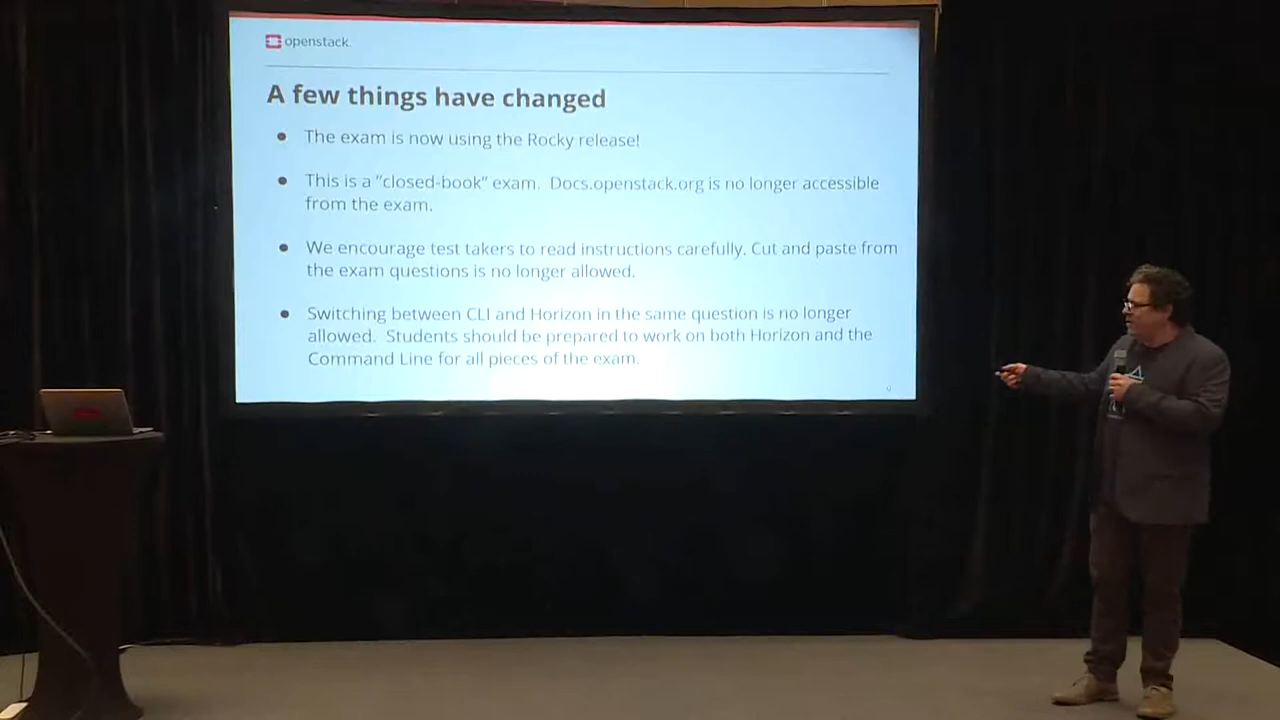 openstack.
A few things have changed
● The exam is now using the Rocky release!
● This is a "closed-book" exam.  Docs.openstack.org is no longer accessible
from the exam.
● We encourage test takers to read instructions carefully. Cut and paste from
the exam questions is no longer allowed.
● Switching between CLI and Horizon in the same question is no longer
allowed.  Students should be prepared to work on both Horizon and the
Command Line for all pieces of the exam.
9